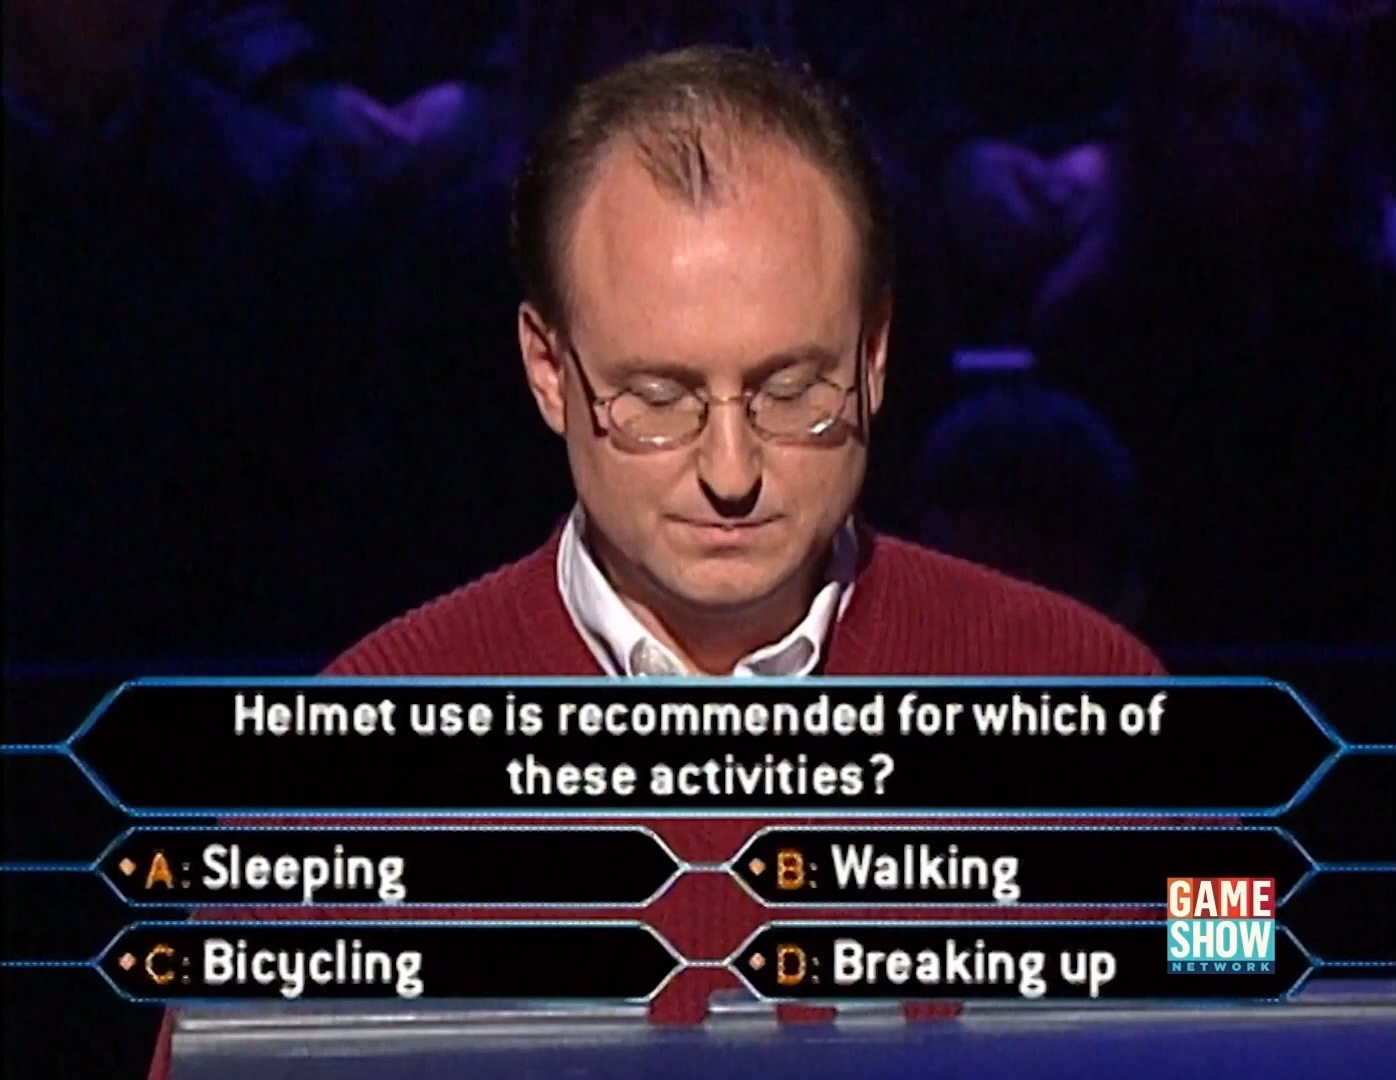 Helmet use is recommended for which of
these activities?
A: Sleeping
B: Walking
C: Bicycling
D: Breaking up
GAME
SHOW
NETWORK